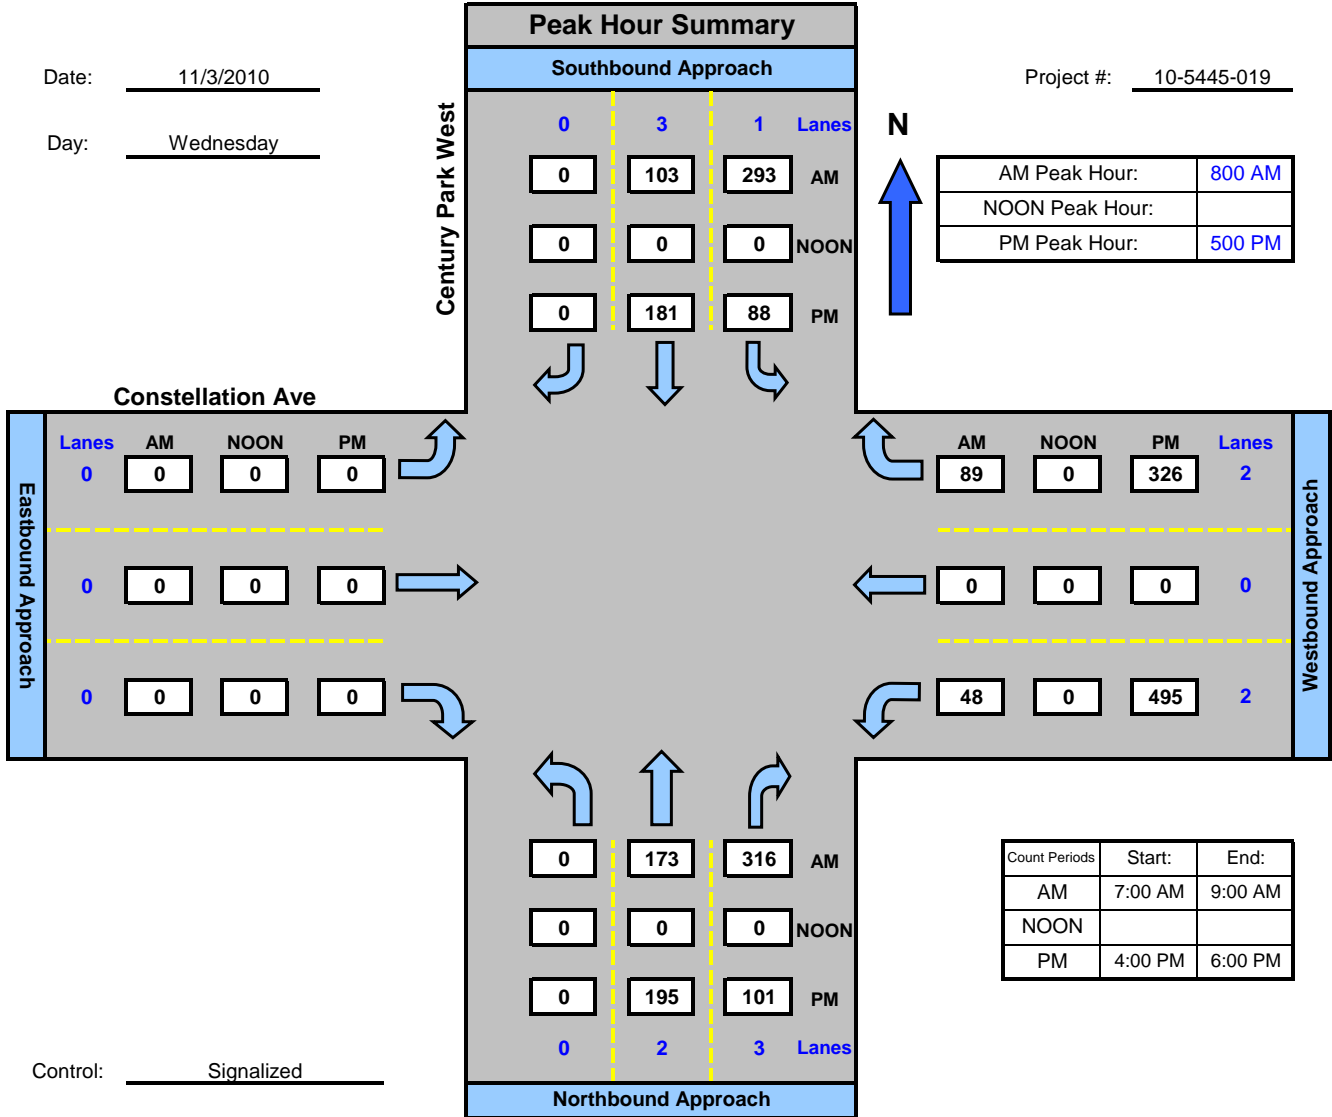 Peak Hour Summary
Southbound Approach
Date: 11/3/2010
Project #: 10-5445-019
Day: Wednesday
Century Park West
0 3 1 Lanes
0 103 293 AM
0 0 0 NOON
0 181 88 PM
N
AM Peak Hour: 800 AM
NOON Peak Hour:
PM Peak Hour: 500 PM
Constellation Ave
Eastbound Approach
Lanes AM NOON PM
0 0 0 0
0 0 0 0
0 0 0 0
AM NOON PM Lanes
89 0 326 2
0 0 0 0
48 0 495 2
Westbound Approach
0 173 316 AM
0 0 0 NOON
0 195 101 PM
0 2 3 Lanes
Northbound Approach
Count Periods Start: End:
AM 7:00 AM 9:00 AM
NOON
PM 4:00 PM 6:00 PM
Control: Signalized